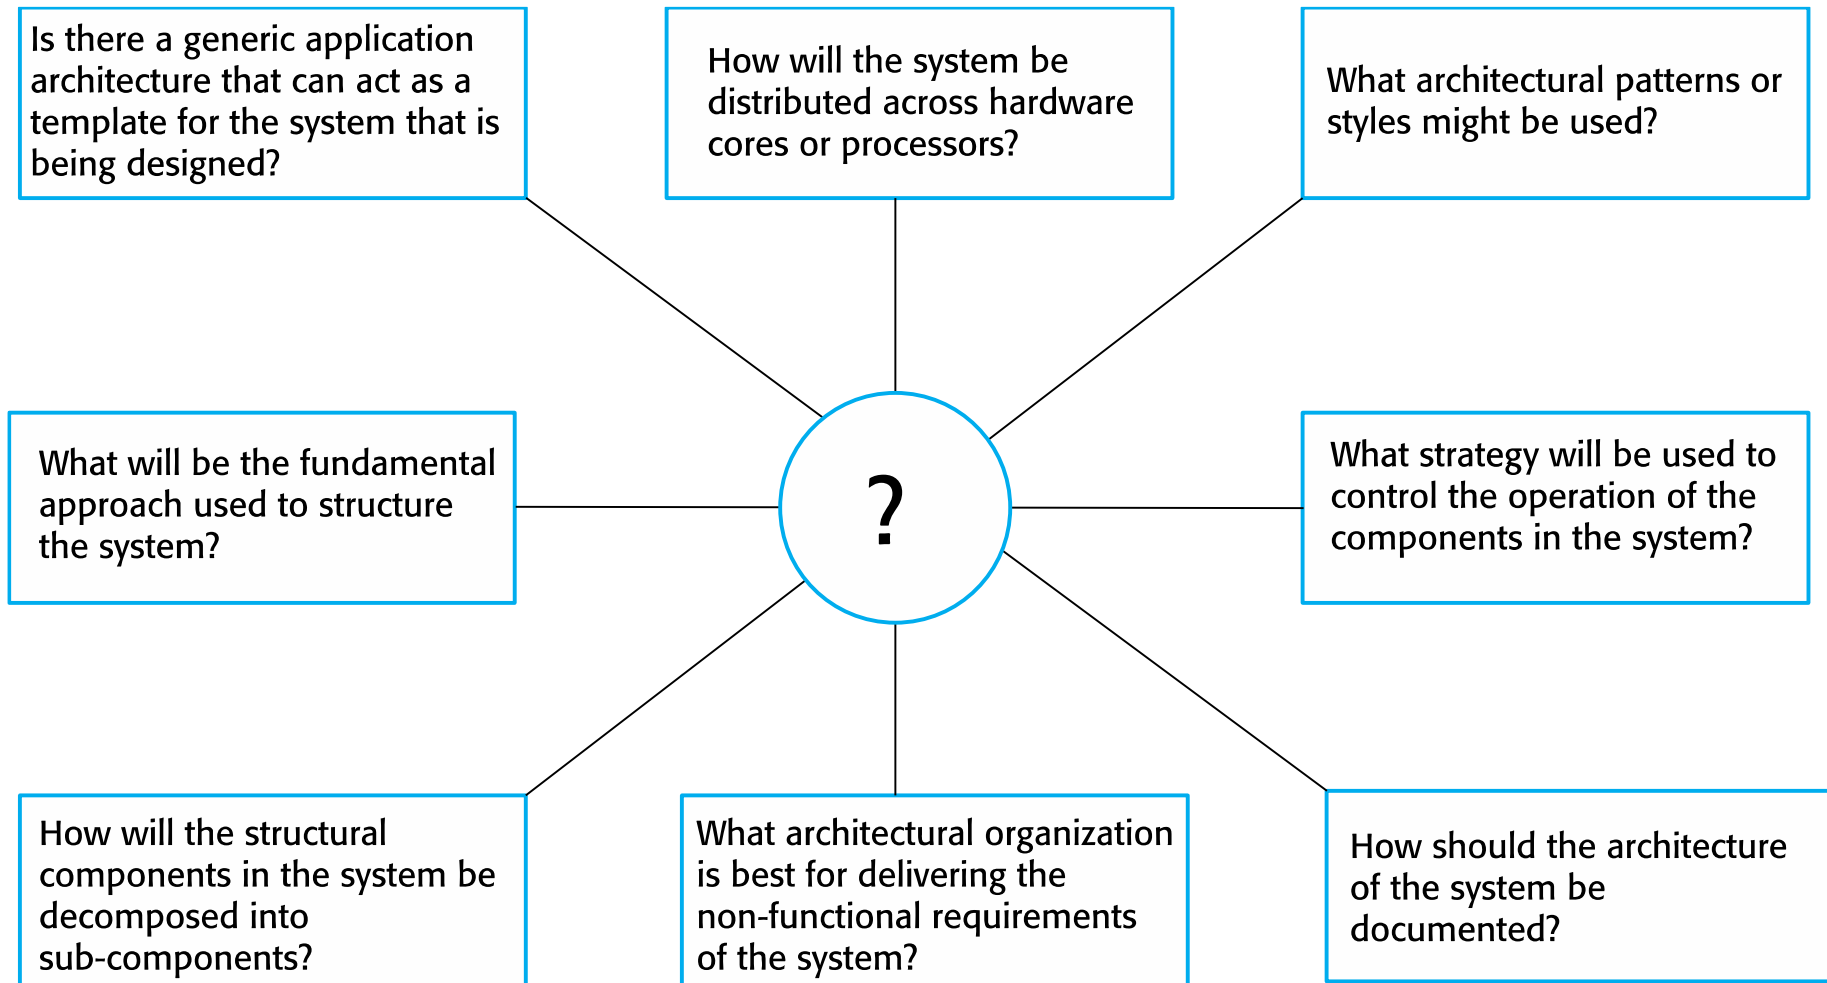 Is there a generic application
architecture that can act as a
template for the system that is
being designed?
How will the system be
distributed across hardware
cores or processors?
What architectural patterns or
styles might be used?
What will be the fundamental
approach used to structure
the system?
?
What strategy will be used to
control the operation of the
components in the system?
How will the structural
components in the system be
decomposed into
sub-components?
What architectural organization
is best for delivering the
non-functional requirements
of the system?
How should the architecture
of the system be
documented?